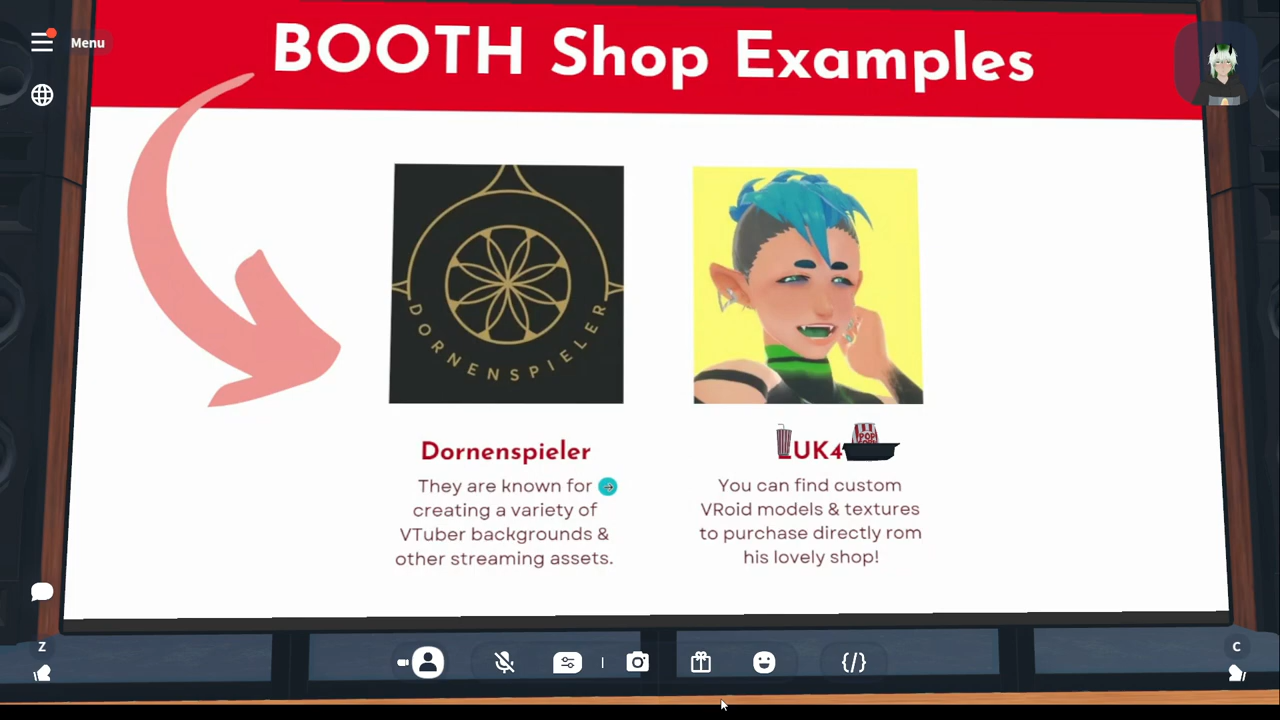 Menu
BOOTH Shop Examples
DORNENSPIELER
Dornenspieler
They are known for
creating a variety of
VTuber backgrounds &
other streaming assets.
POP
You can find custom
VRoid models & textures
to purchase directly rom
his lovely shop!
Z
C